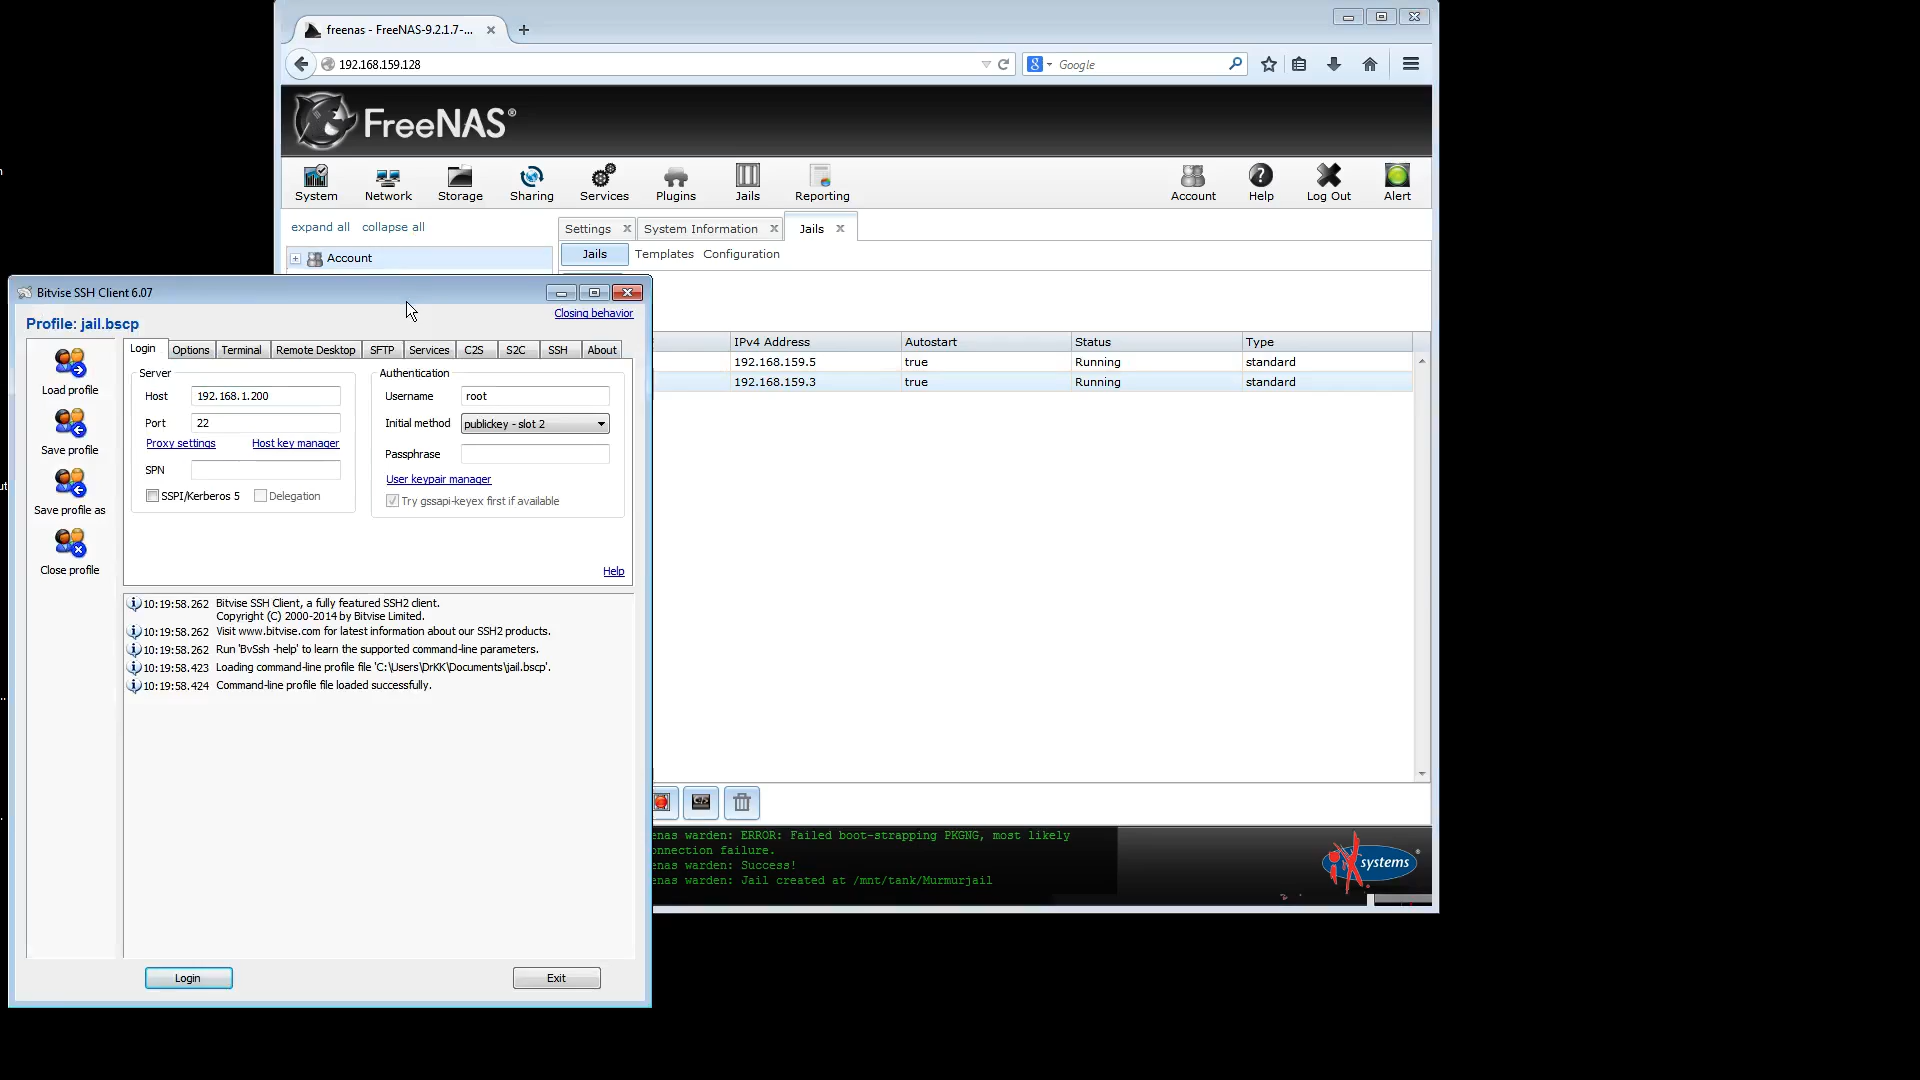 freenas - FreeNAS-9.2.1.7-...
192.168.159.128
Google
FreeNAS®
System Network Storage Sharing Services Plugins Jails Reporting Account Help Log Out Alert
expand all collapse all
Settings System Information Jails
Account
Jails Templates Configuration
Bitvise SSH Client 6.07
Closing behavior
Profile: jail.bscp
Login Options Terminal Remote Desktop SFTP Services C2S S2C SSH About
Load profile
Save profile
Save profile as
Close profile
Server
Host 192.168.1.200
Port 22
Proxy settings Host key manager
SPN
SSPI/Kerberos 5 Delegation
Authentication
Username root
Initial method publickey - slot 2
Passphrase
User keypair manager
Try gssapi-keyex first if available
Help
10:19:58.262 Bitvise SSH Client, a fully featured SSH2 client.
Copyright (C) 2000-2014 by Bitvise Limited.
10:19:58.262 Visit www.bitvise.com for latest information about our SSH2 products.
10:19:58.262 Run 'BvSsh -help' to learn the supported command-line parameters.
10:19:58.423 Loading command-line profile file 'C:\Users\DrKK\Documents\jail.bscp'.
10:19:58.424 Command-line profile file loaded successfully.
Login Exit
IPv4 Address Autostart Status Type
192.168.159.5 true Running standard
192.168.159.3 true Running standard
enas warden: ERROR: Failed boot-strapping PKGNG, most likely
onnection failure.
enas warden: Success!
enas warden: Jail created at /mnt/tank/Murmurjail
iXsystems